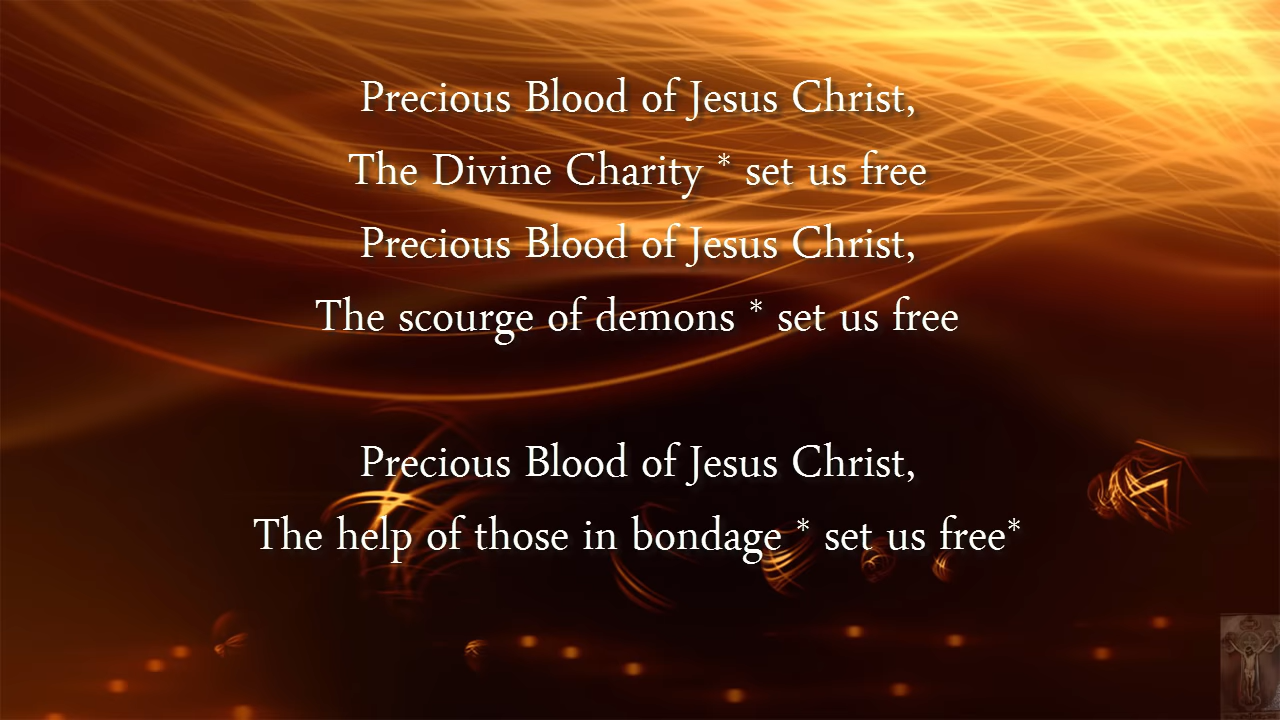 Precious Blood of Jesus Christ,
The Divine Charity * set us free
Precious Blood of Jesus Christ,
The scourge of demons * set us free
Precious Blood of Jesus Christ,
The help of those in bondage * set us free*